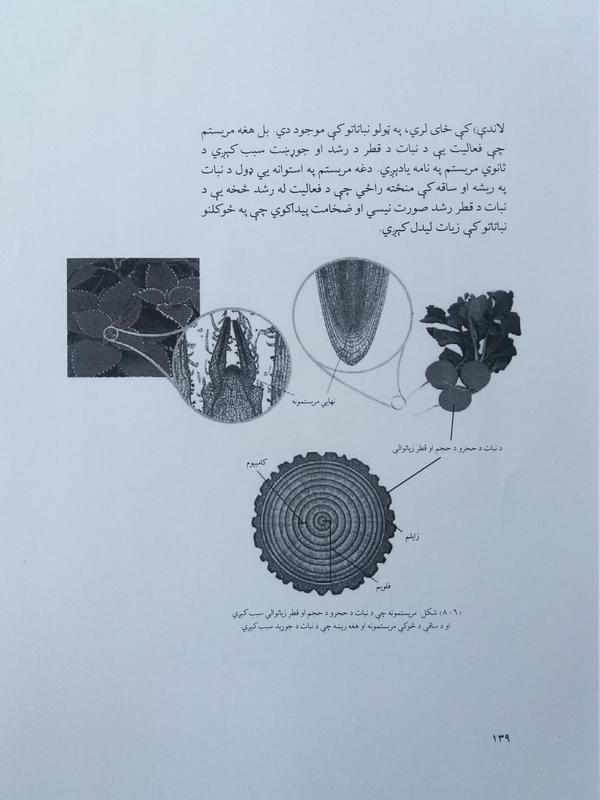 لاندې) کې ځای لري، په ټولو نباتاتو کې موجود دي. بل هغه مریستم
چې فعالیت یې د نبات د قطر د رشد او جوړښت سبب کېږي د
ثانوي مریستم په نامه یادېږي. دغه مریستم په استوانه یي ډول د نبات
په ریښه او ساقه کې منځته راځي چې د فعالیت له رشد څخه یې د
نبات د قطر رشد صورت نیسي او ضخامت پیدا کوي چې په څو کلنو
نباتاتو کې زیات لیدل کېږي.
نهایي مریستمونه
د نبات د حجرو د حجم او قطر زیاتوالی
کامبیوم
زایلم
فلویم
(۶-۸) شکل: مریستمونه چې د نبات د حجرو د حجم او قطر زیاتوالي سبب کېږي
او د ساقې د څوکې مریستمونه او هغه ریښه چې د نبات د جوړېد سبب کېږي.
۱۳۹